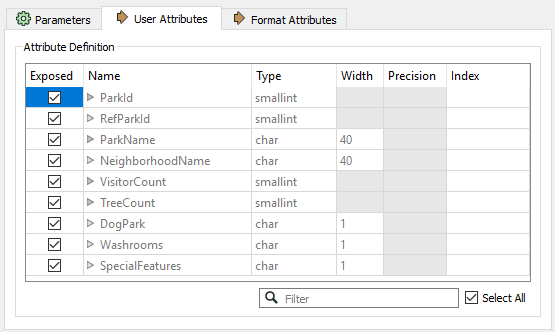 Parameters User Attributes Format Attributes
Attribute Definition
Exposed Name Type Width Precision Index
ParkId smallint
RefParkId smallint
ParkName char 40
NeighborhoodName char 40
VisitorCount smallint
TreeCount smallint
DogPark char 1
Washrooms char 1
SpecialFeatures char 1
Filter Select All